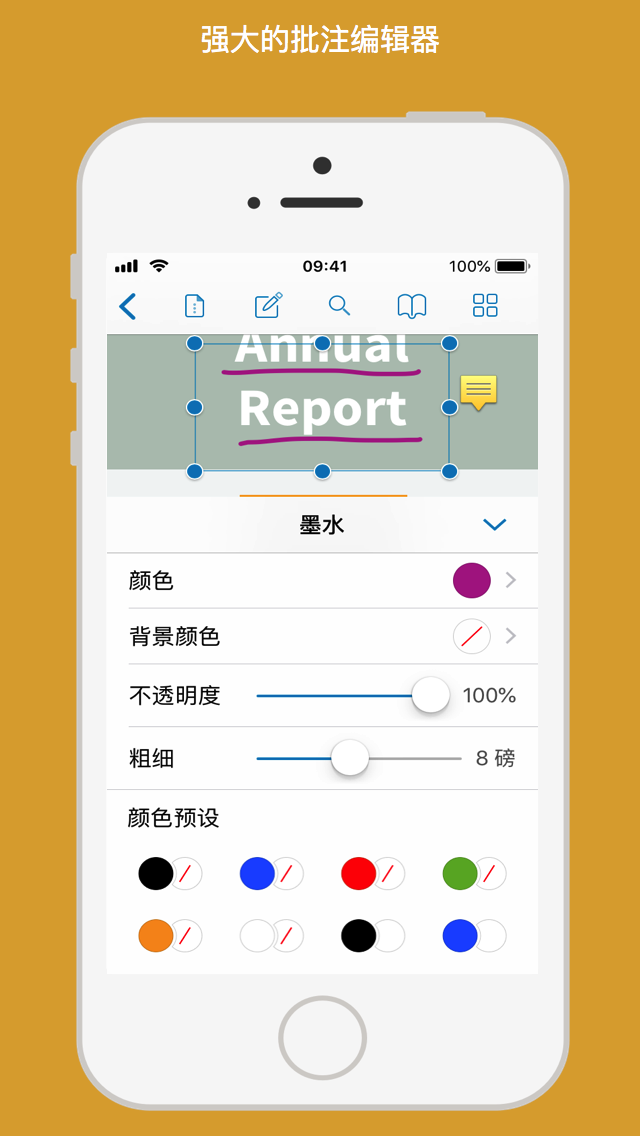 强大的批注编辑器
09:41
100%
Annual
Report
墨水
颜色
背景颜色
不透明度
100%
粗细
8 磅
颜色预设